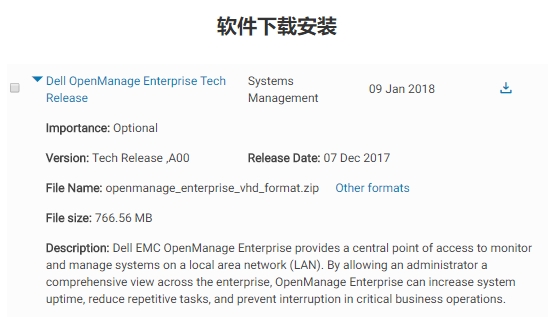 软件下载安装
Dell OpenManage Enterprise Tech Release
Systems Management
09 Jan 2018
Importance: Optional
Version: Tech Release ,A00
Release Date: 07 Dec 2017
File Name: openmanage_enterprise_vhd_format.zip
Other formats
File size: 766.56 MB
Description: Dell EMC OpenManage Enterprise provides a central point of access to monitor
and manage systems on a local area network (LAN). By allowing an administrator a
comprehensive view across the enterprise, OpenManage Enterprise can increase system
uptime, reduce repetitive tasks, and prevent interruption in critical business operations.